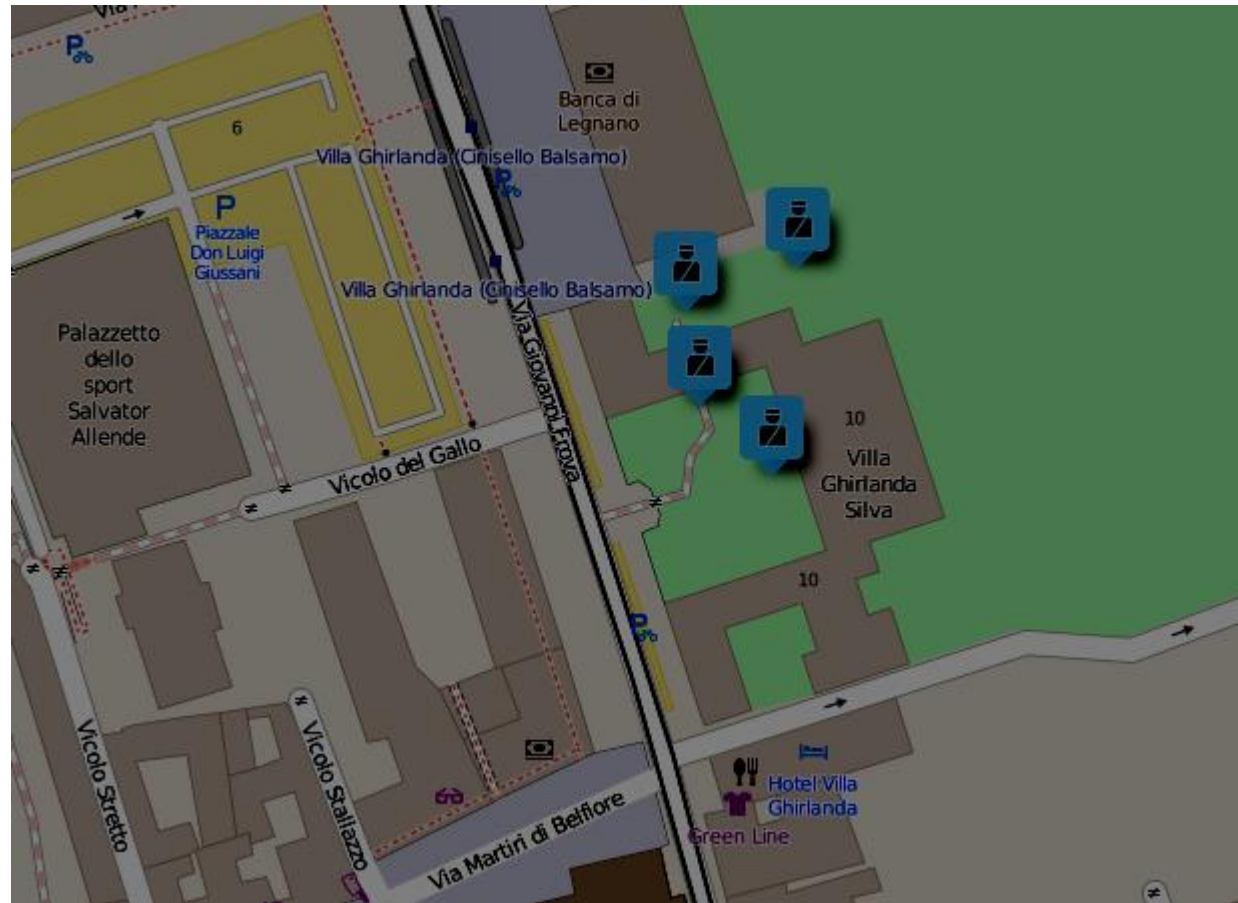 Via
P
6
Banca di
Legnano
Villa Ghirlanda (Cinisello Balsamo)
P
P
Piazzale
Don Luigi
Giussani
Villa Ghirlanda (Cinisello Balsamo)
Via Giovanni Frova
Palazzetto
dello
sport
Salvator
Allende
Vicolo del Gallo
10
Villa
Ghirlanda
Silva
10
P
Vicolo Stretto
Vicolo Stallazzo
Via Martiri di Belfiore
Hotel Villa
Ghirlanda
Green Line